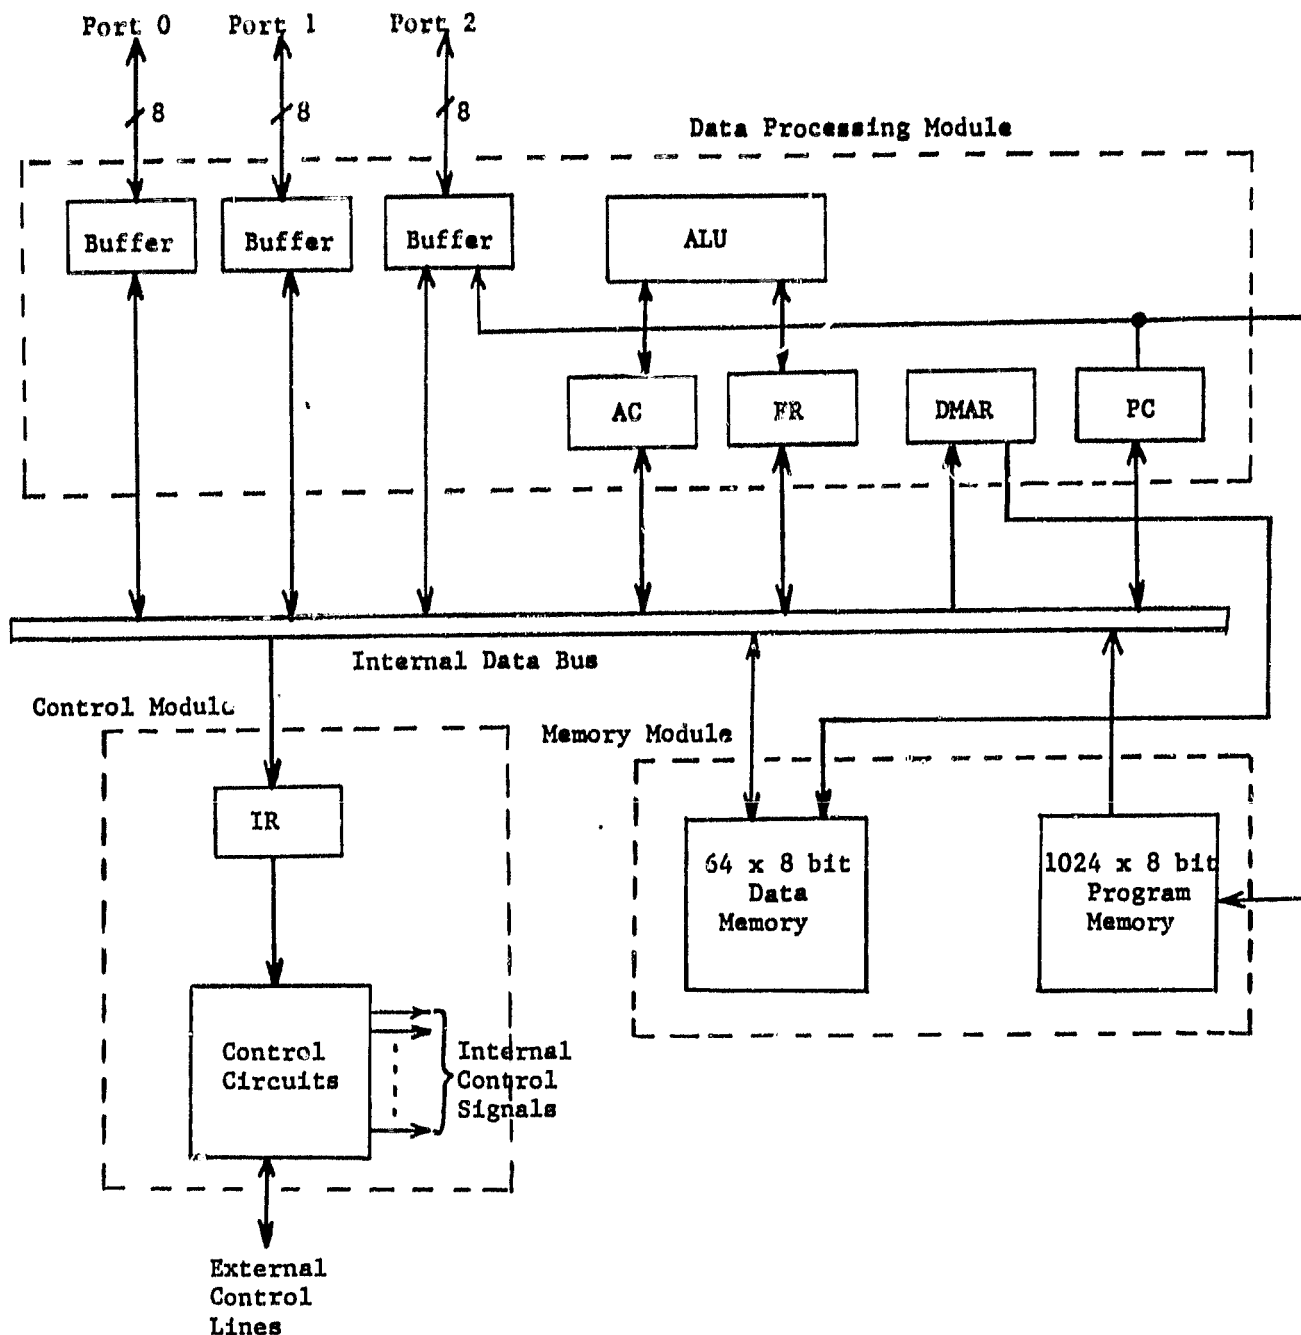 Port 0
Port 1
Port 2
8
8
8
Data Processing Module
Buffer
Buffer
Buffer
ALU
AC
FR
DMAR
PC
Internal Data Bus
Control Module
Memory Module
IR
64 x 8 bit
Data
Memory
1024 x 8 bit
Program
Memory
Control
Circuits
Internal
Control
Signals
External
Control
Lines